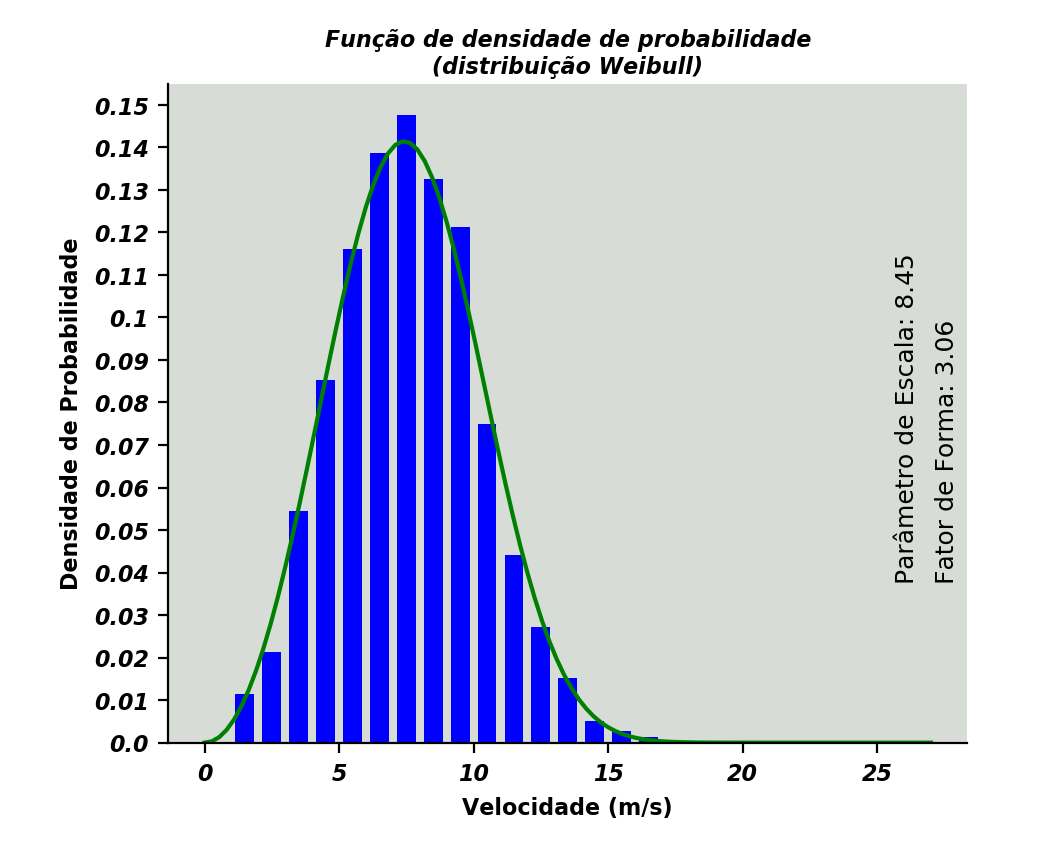 Função de densidade de probabilidade
(distribuição Weibull)
Densidade de Probabilidade
0.15
0.14
0.13
0.12
0.11
0.1
0.09
0.08
0.07
0.06
0.05
0.04
0.03
0.02
0.01
0.0
Parâmetro de Escala: 8.45
Fator de Forma: 3.06
0 5 10 15 20 25
Velocidade (m/s)